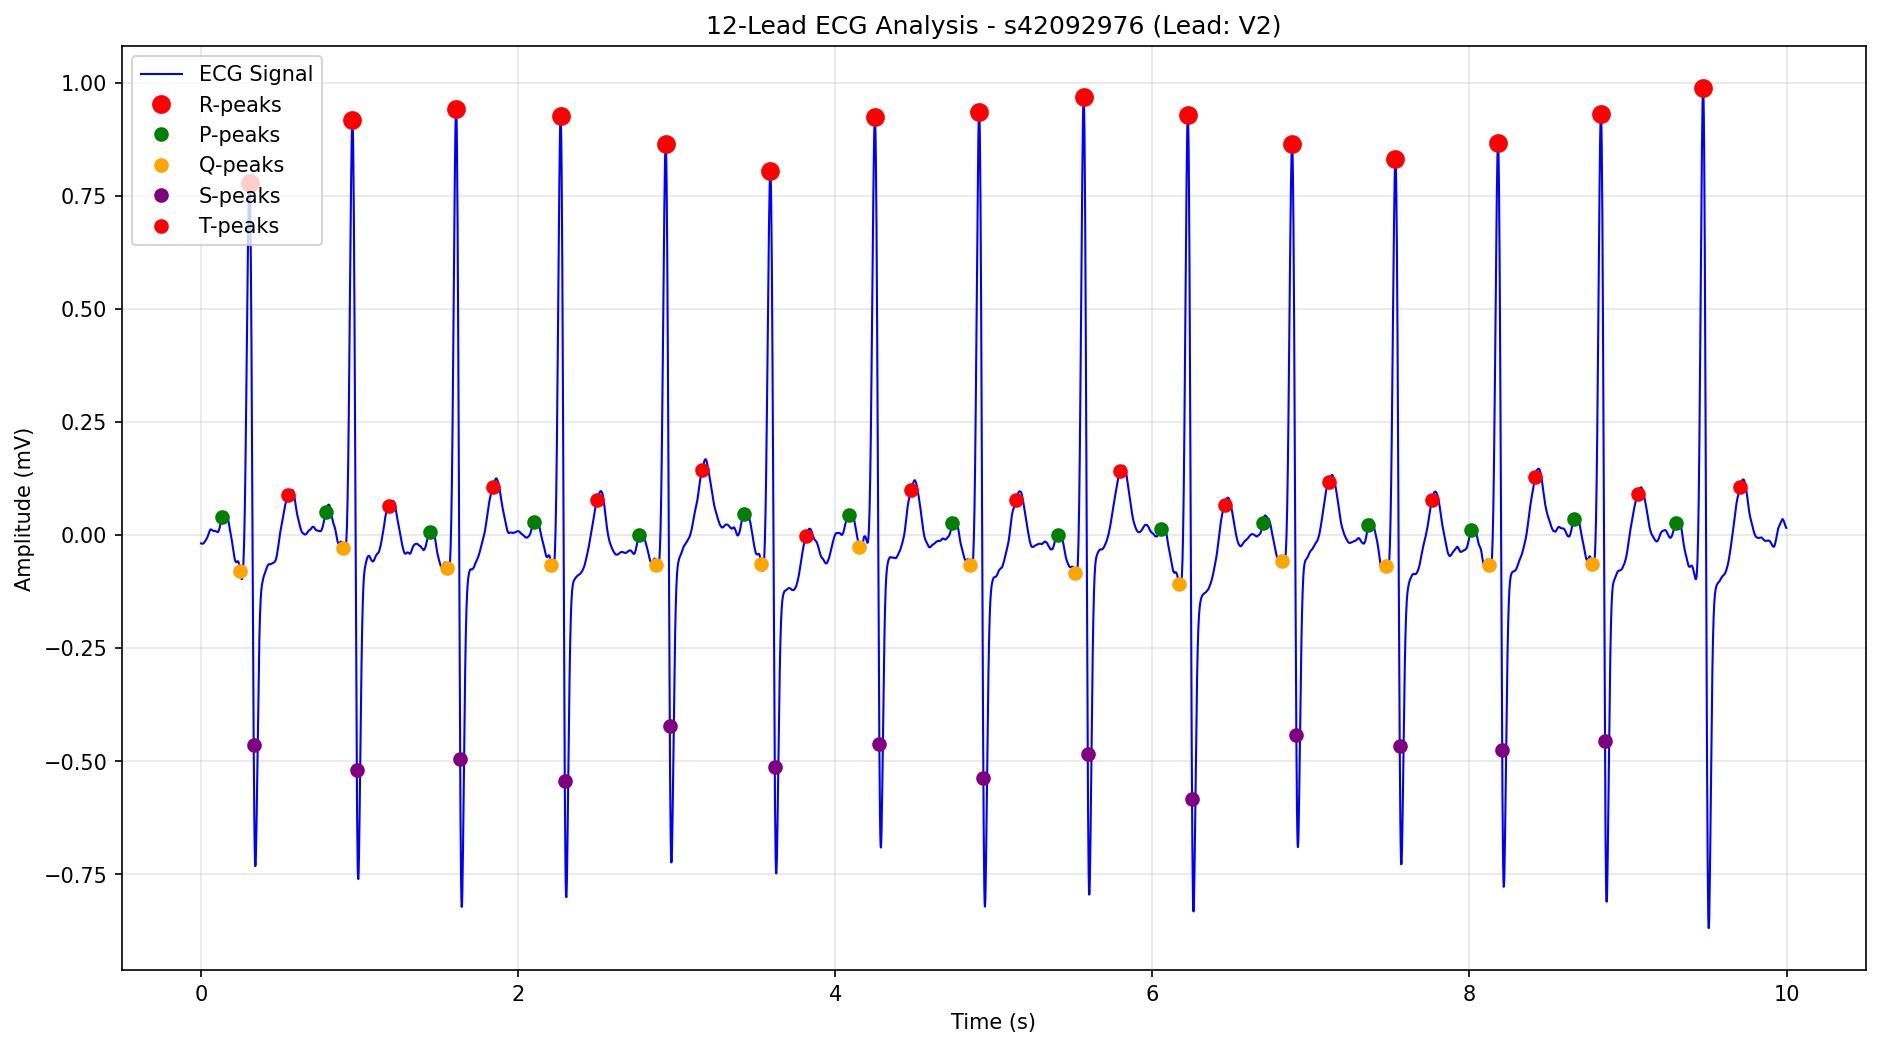 12-Lead ECG Analysis - s42092976 (Lead: V2)
ECG Signal
R-peaks
P-peaks
Q-peaks
S-peaks
T-peaks
1.00
0.75
0.50
0.25
0.00
−0.25
−0.50
−0.75
Amplitude (mV)
0 2 4 6 8 10
Time (s)